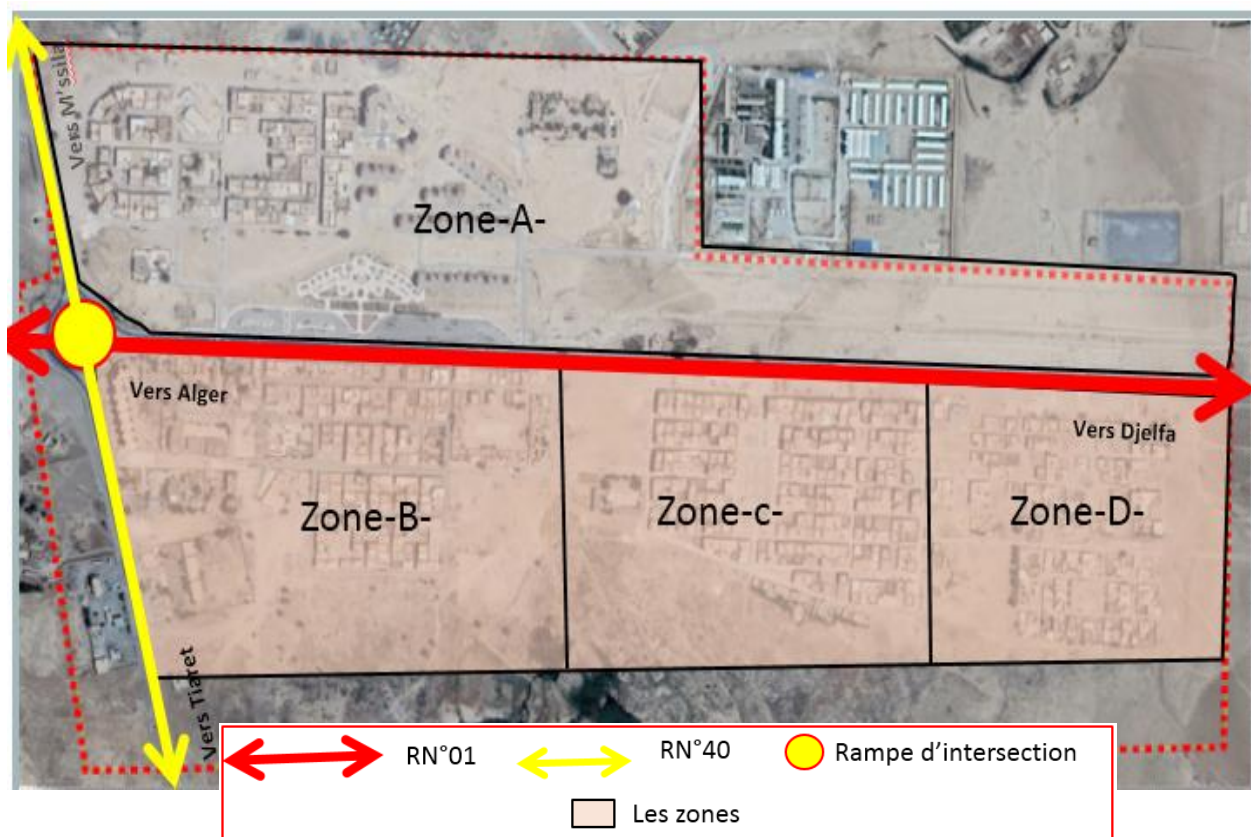 Vers M'ssila
Zone-A-
Vers Alger
Vers Djelfa
Zone-B-
Zone-c-
Zone-D-
Vers Tiaret
RN°01
RN°40
Rampe d'intersection
Les zones